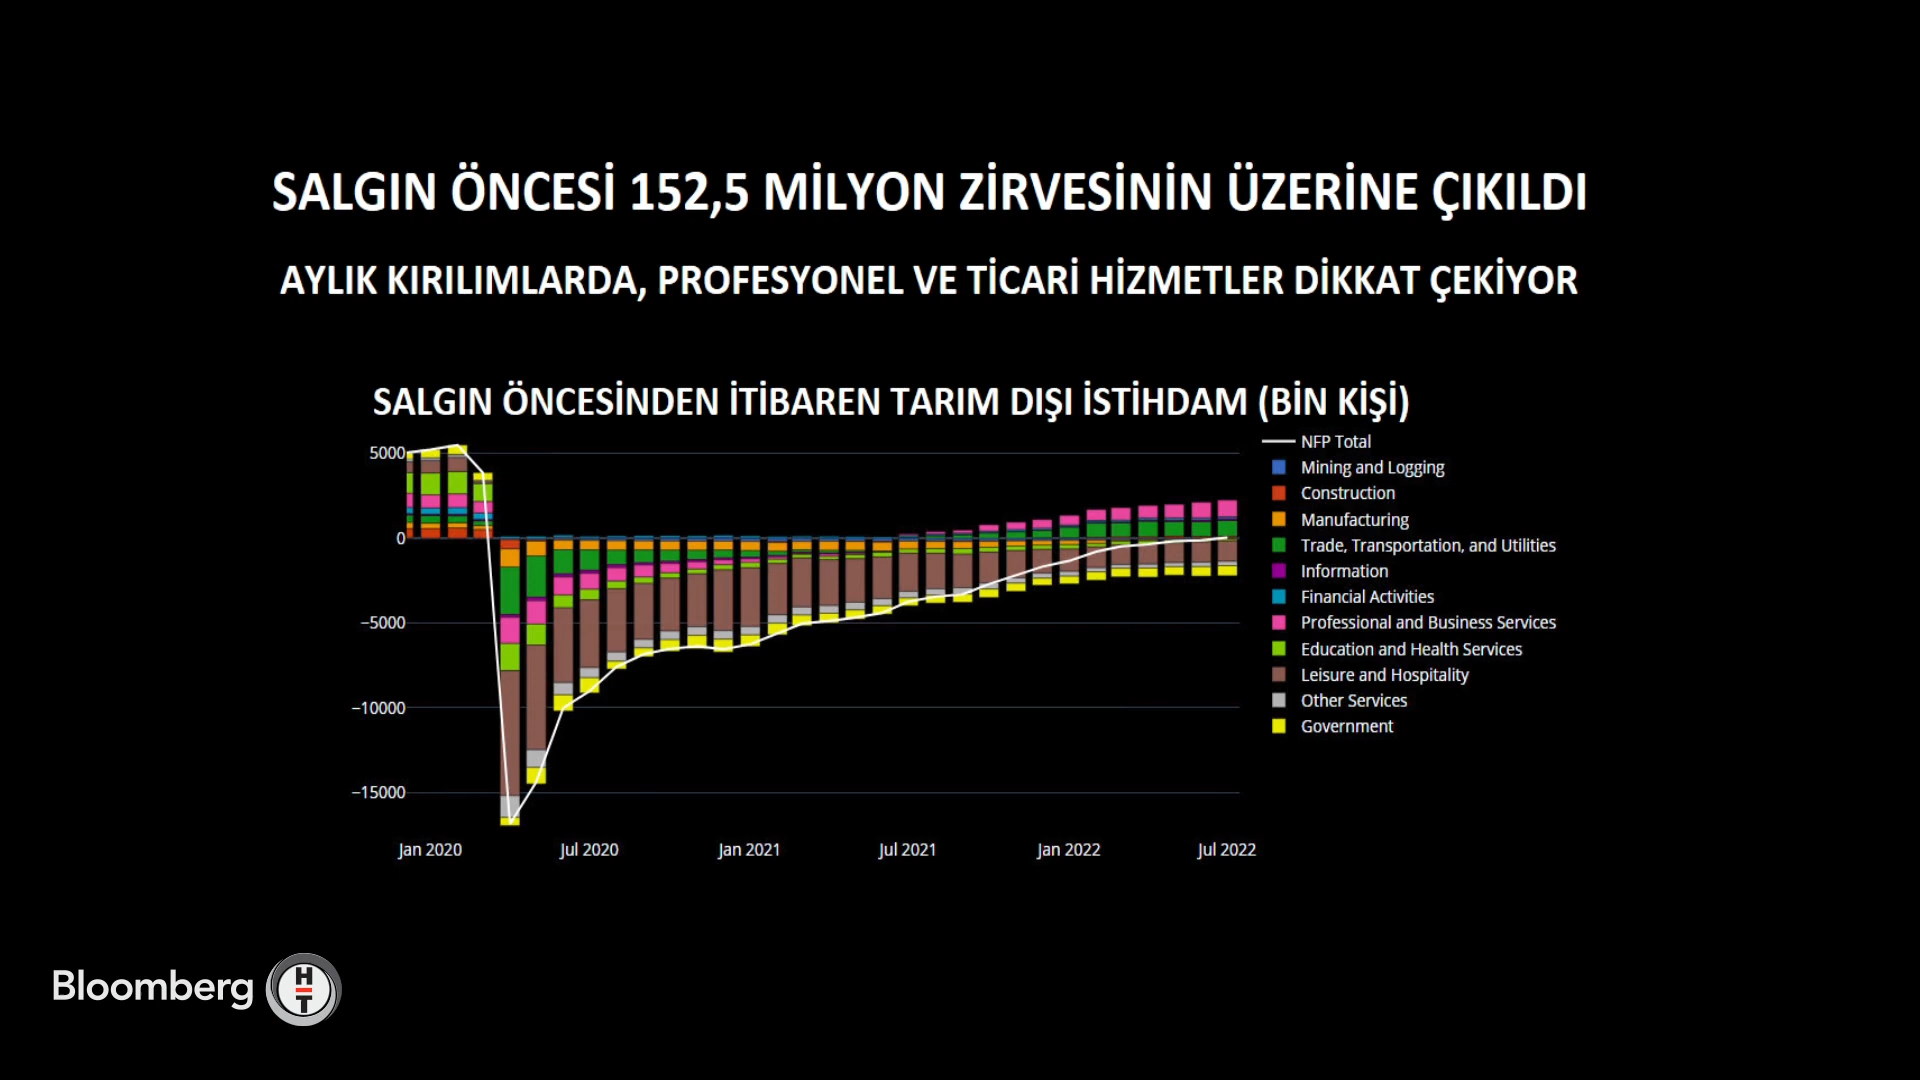 SALGIN ÖNCESİ 152,5 MİLYON ZİRVESİNİN ÜZERİNE ÇIKILDI
AYLIK KIRILIMLARDA, PROFESYONEL VE TİCARİ HİZMETLER DİKKAT ÇEKİYOR
SALGIN ÖNCESİNDEN İTİBAREN TARIM DIŞI İSTİHDAM (BİN KİŞİ)
5000
0
−5000
−10000
−15000
Jan 2020
Jul 2020
Jan 2021
Jul 2021
Jan 2022
Jul 2022
NFP Total
Mining and Logging
Construction
Manufacturing
Trade, Transportation, and Utilities
Information
Financial Activities
Professional and Business Services
Education and Health Services
Leisure and Hospitality
Other Services
Government
Bloomberg HT